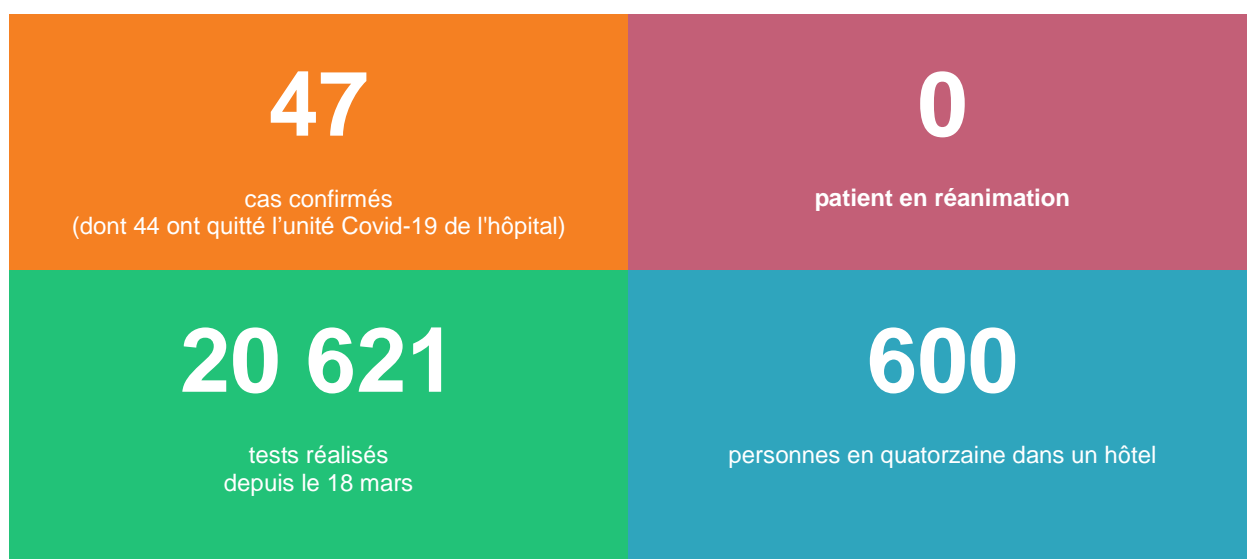 47
cas confirmés
(dont 44 ont quitté l’unité Covid-19 de l'hôpital)
0
patient en réanimation
20 621
tests réalisés
depuis le 18 mars
600
personnes en quatorzaine dans un hôtel